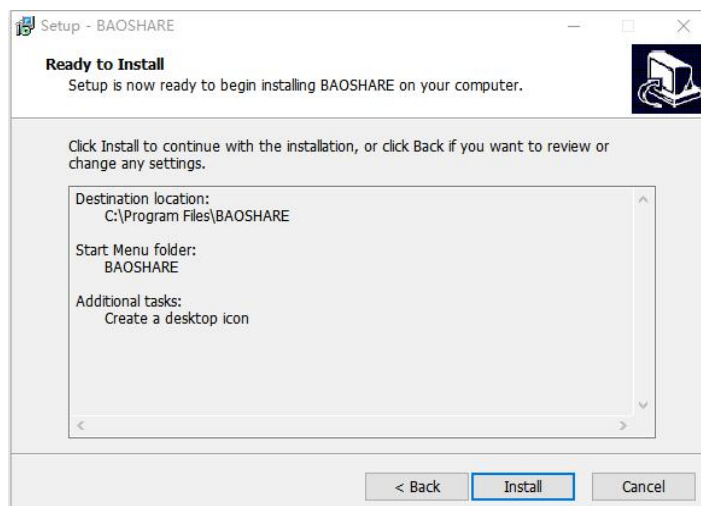 Setup - BAOSHARE
Ready to Install
Setup is now ready to begin installing BAOSHARE on your computer.
Click Install to continue with the installation, or click Back if you want to review or
change any settings.
Destination location:
C:\Program Files\BAOSHARE
Start Menu folder:
BAOSHARE
Additional tasks:
Create a desktop icon
< Back
Install
Cancel